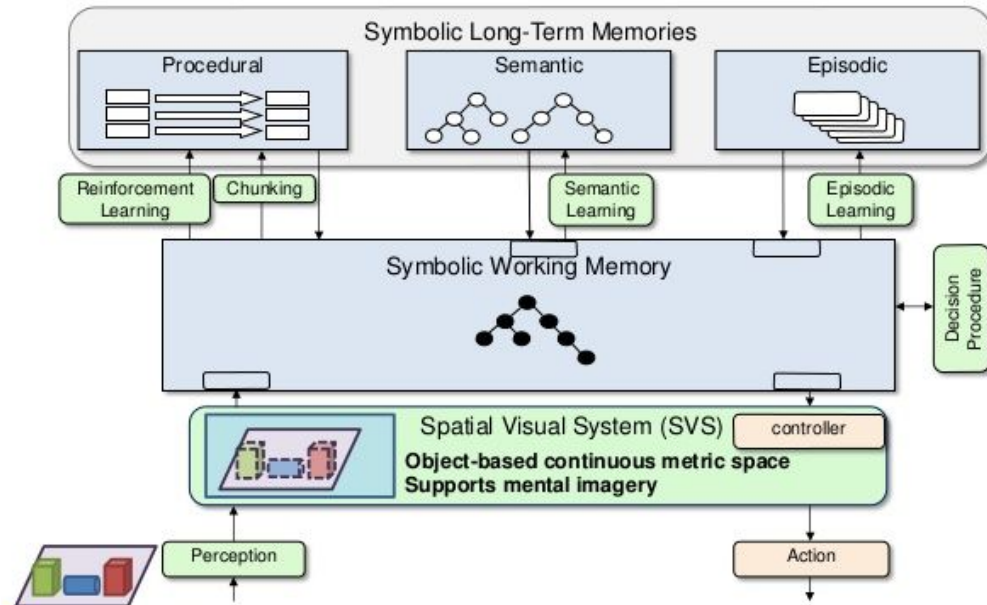 Symbolic Long-Term Memories
Procedural
Semantic
Episodic
Reinforcement
Learning
Chunking
Semantic
Learning
Episodic
Learning
Symbolic Working Memory
Decision
Procedure
Spatial Visual System (SVS)
controller
Object-based continuous metric space
Supports mental imagery
Perception
Action